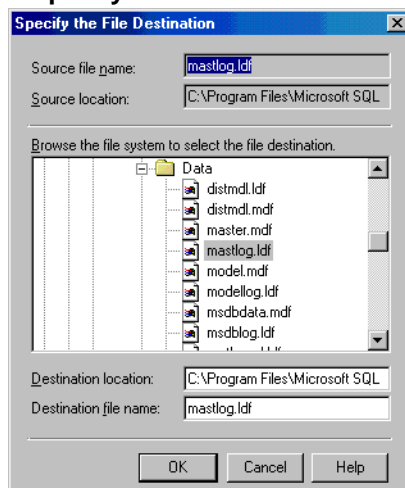 Specify the File Destination
Source file name:
mastlog.ldf
Source location:
C:\Program Files\Microsoft SQL
Browse the file system to select the file destination.
Data
distmdl.ldf
distmdl.mdf
master.mdf
mastlog.ldf
model.mdf
modellog.ldf
msdbdata.mdf
msdblog.ldf
Destination location:
C:\Program Files\Microsoft SQL
Destination file name:
mastlog.ldf
OK
Cancel
Help